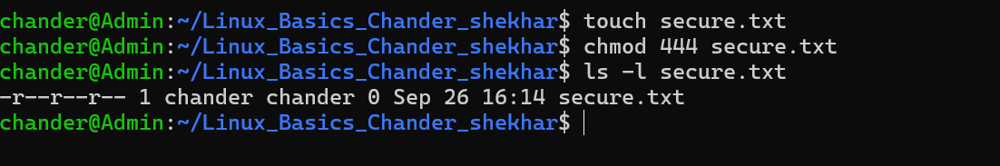 chander@Admin:~/Linux_Basics_Chander_shekhar$ touch secure.txt
chander@Admin:~/Linux_Basics_Chander_shekhar$ chmod 444 secure.txt
chander@Admin:~/Linux_Basics_Chander_shekhar$ ls -l secure.txt
-r--r--r-- 1 chander chander 0 Sep 26 16:14 secure.txt
chander@Admin:~/Linux_Basics_Chander_shekhar$